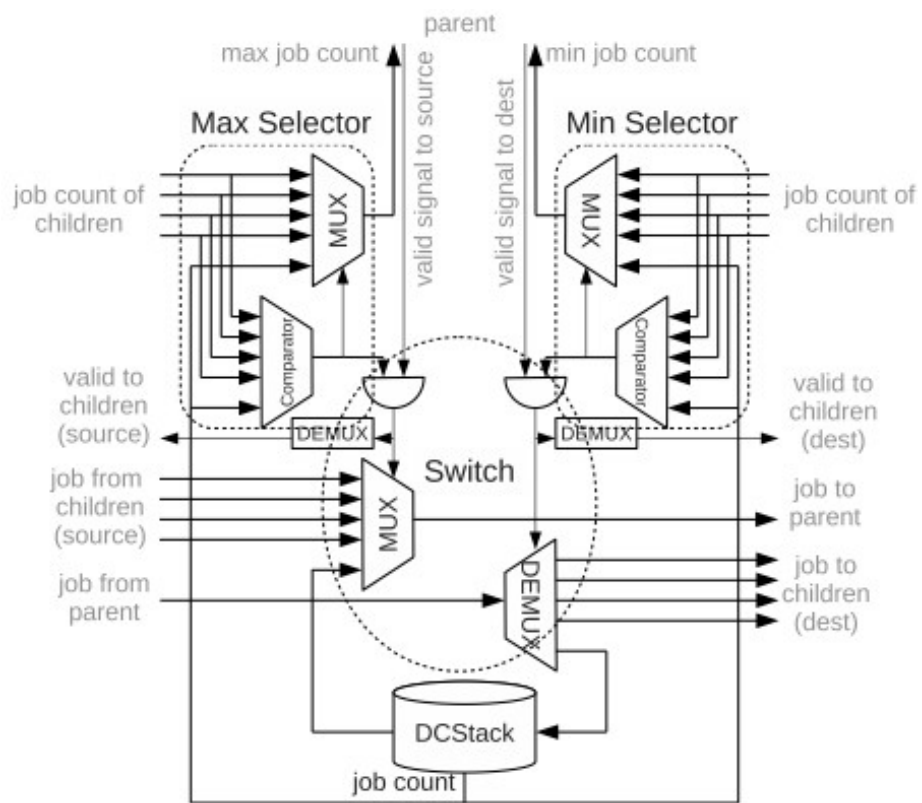 parent
max job count
min job count
valid signal to source
valid signal to dest
Max Selector
Min Selector
MUX
MUX
job count of
children
job count of
children
Comparator
Comparator
valid to
children
(source)
valid to
children
(dest)
DEMUX
DEMUX
Switch
job from
children
(source)
MUX
job to
parent
DEMUX
job to
children
(dest)
job from
parent
DCStack
job count